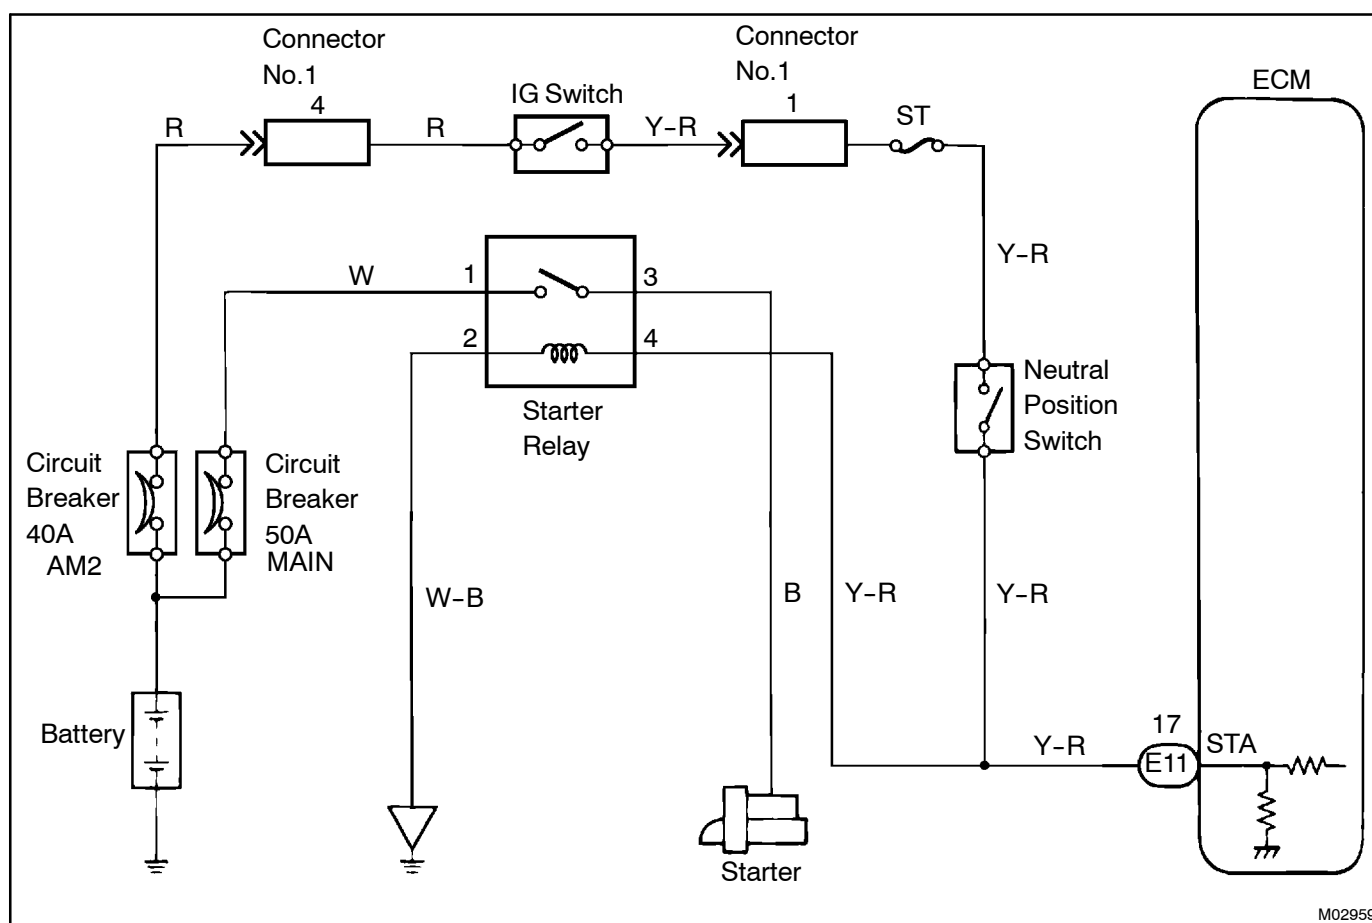 Connector
No.1
4
R
R
IG Switch
Y-R
Connector
No.1
1
ST
ECM
Y-R
W
1
3
2
4
Starter
Relay
Neutral
Position
Switch
Circuit
Breaker
40A
AM2
Circuit
Breaker
50A
MAIN
W-B
B
Y-R
Y-R
Battery
Y-R
17
E11
STA
Starter
M02959